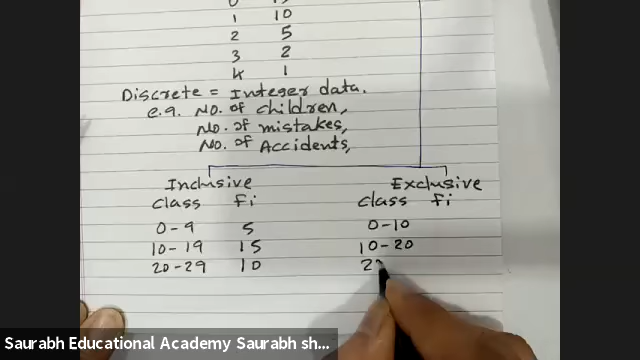 1 10
2 5
3 2
4 1
Discrete = Integer data.
e.g. No. of children,
No. of mistakes,
No. of Accidents,
Inclusive Exclusive
class Fi class Fi
0-9 5 0-10
10-19 15 10-20
20-29 10 2
Saurabh Educational Academy Saurabh sh...